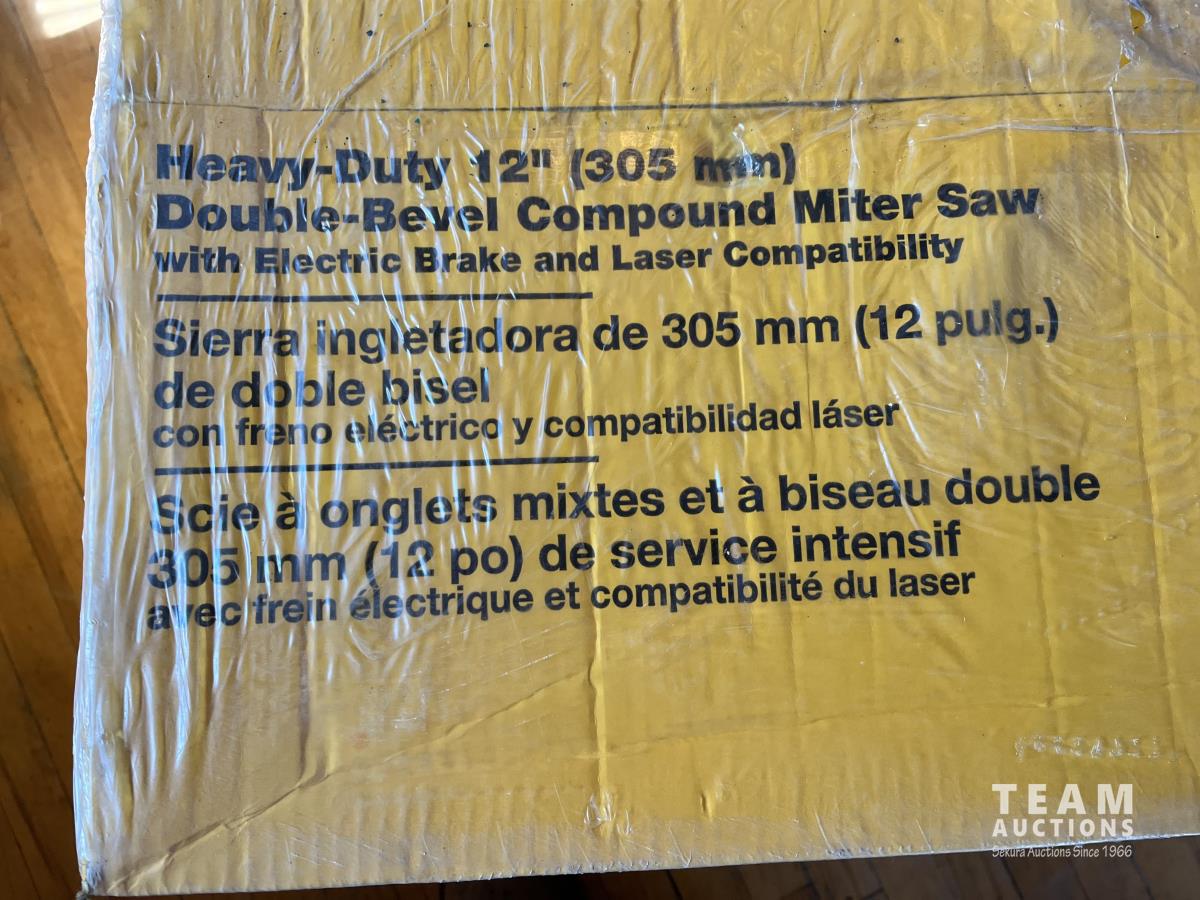 Heavy-Duty 12" (305 mm)
Double-Bevel Compound Miter Saw
with Electric Brake and Laser Compatibility
Sierra ingletadora de 305 mm (12 pulg.)
de doble bisel
con freno eléctrico y compatibilidad láser
Scie à onglets mixtes et à biseau double
305 mm (12 po) de service intensif
avec frein électrique et compatibilité du laser
TEAM
AUCTIONS
Sekura Auctions Since 1966